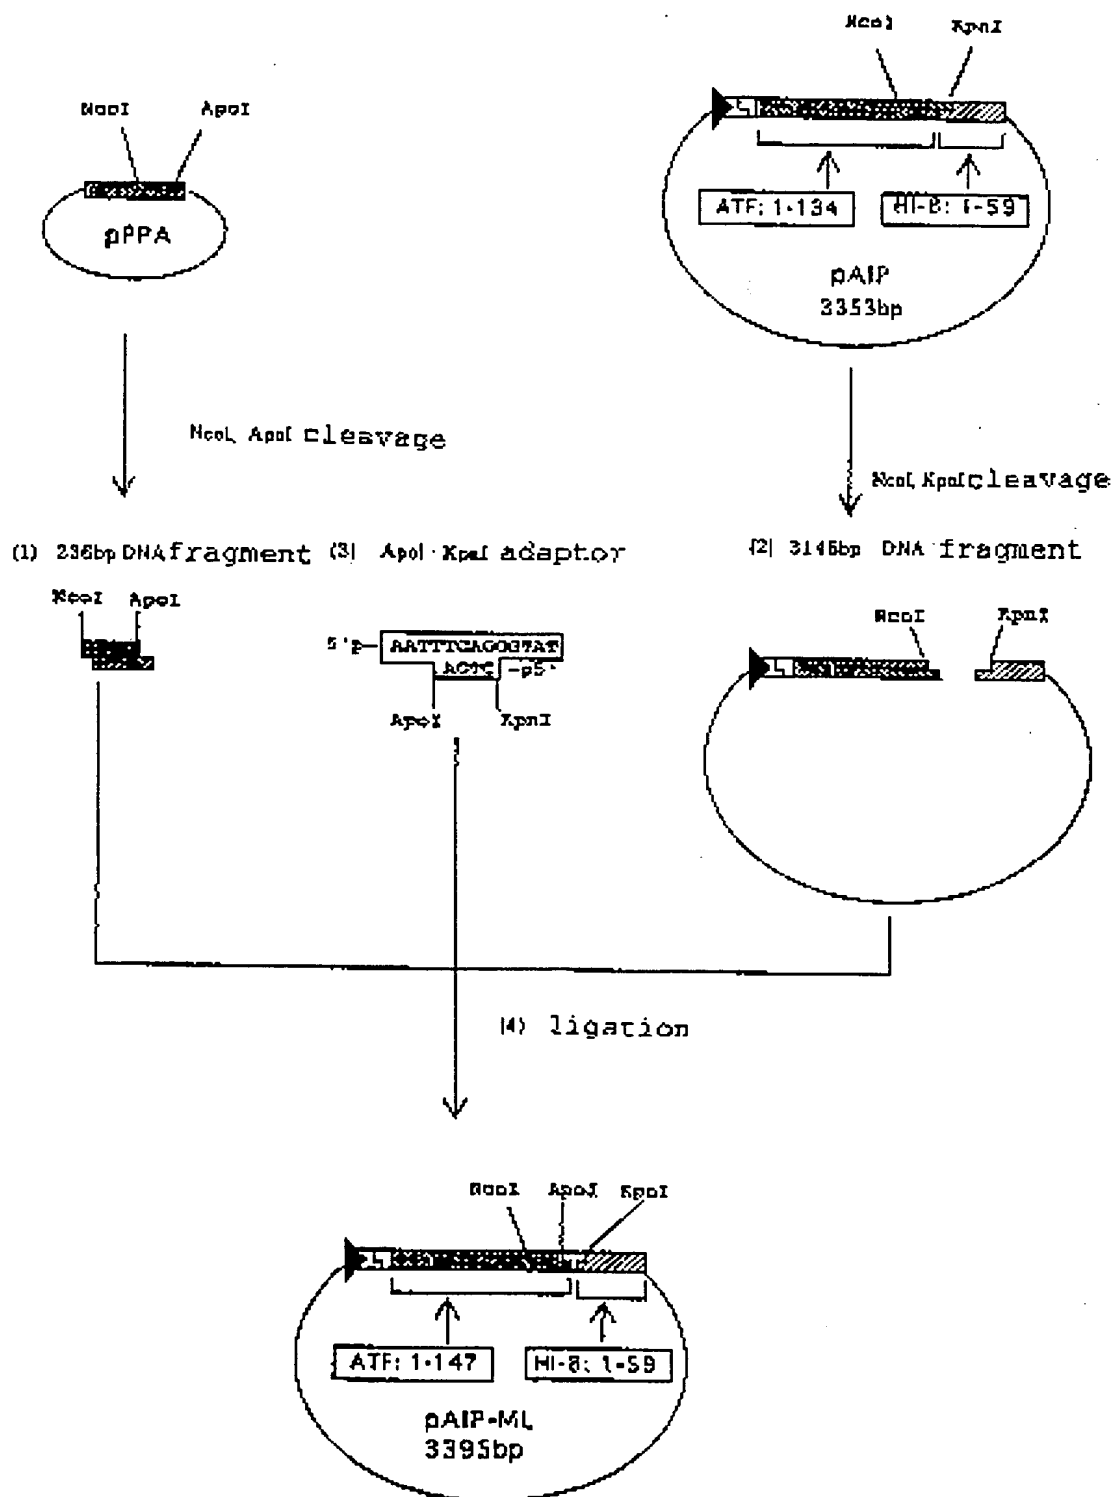 NcoI KpnI
NcoI ApoI
ATF: 1-134 HI-8: 1-59
pPPA
pAIP
3353bp
NcoI, ApoI cleavage
NcoI, KpnI cleavage
(1) 236bp DNA fragment (3) ApoI·KpnI adaptor
(2) 3145bp DNA fragment
NcoI ApoI
NcoI KpnI
5'p- AATTTCAGGGTAT
-p5'
ApoI KpnI
(4) ligation
NcoI ApoI KpnI
ATF: 1-147 HI-8: 1-59
pAIP-ML
3395bp